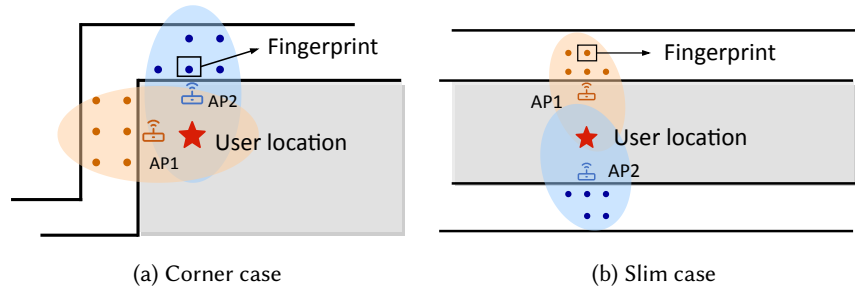 Fingerprint
AP2
User location
AP1
(a) Corner case
Fingerprint
AP1
User location
AP2
(b) Slim case